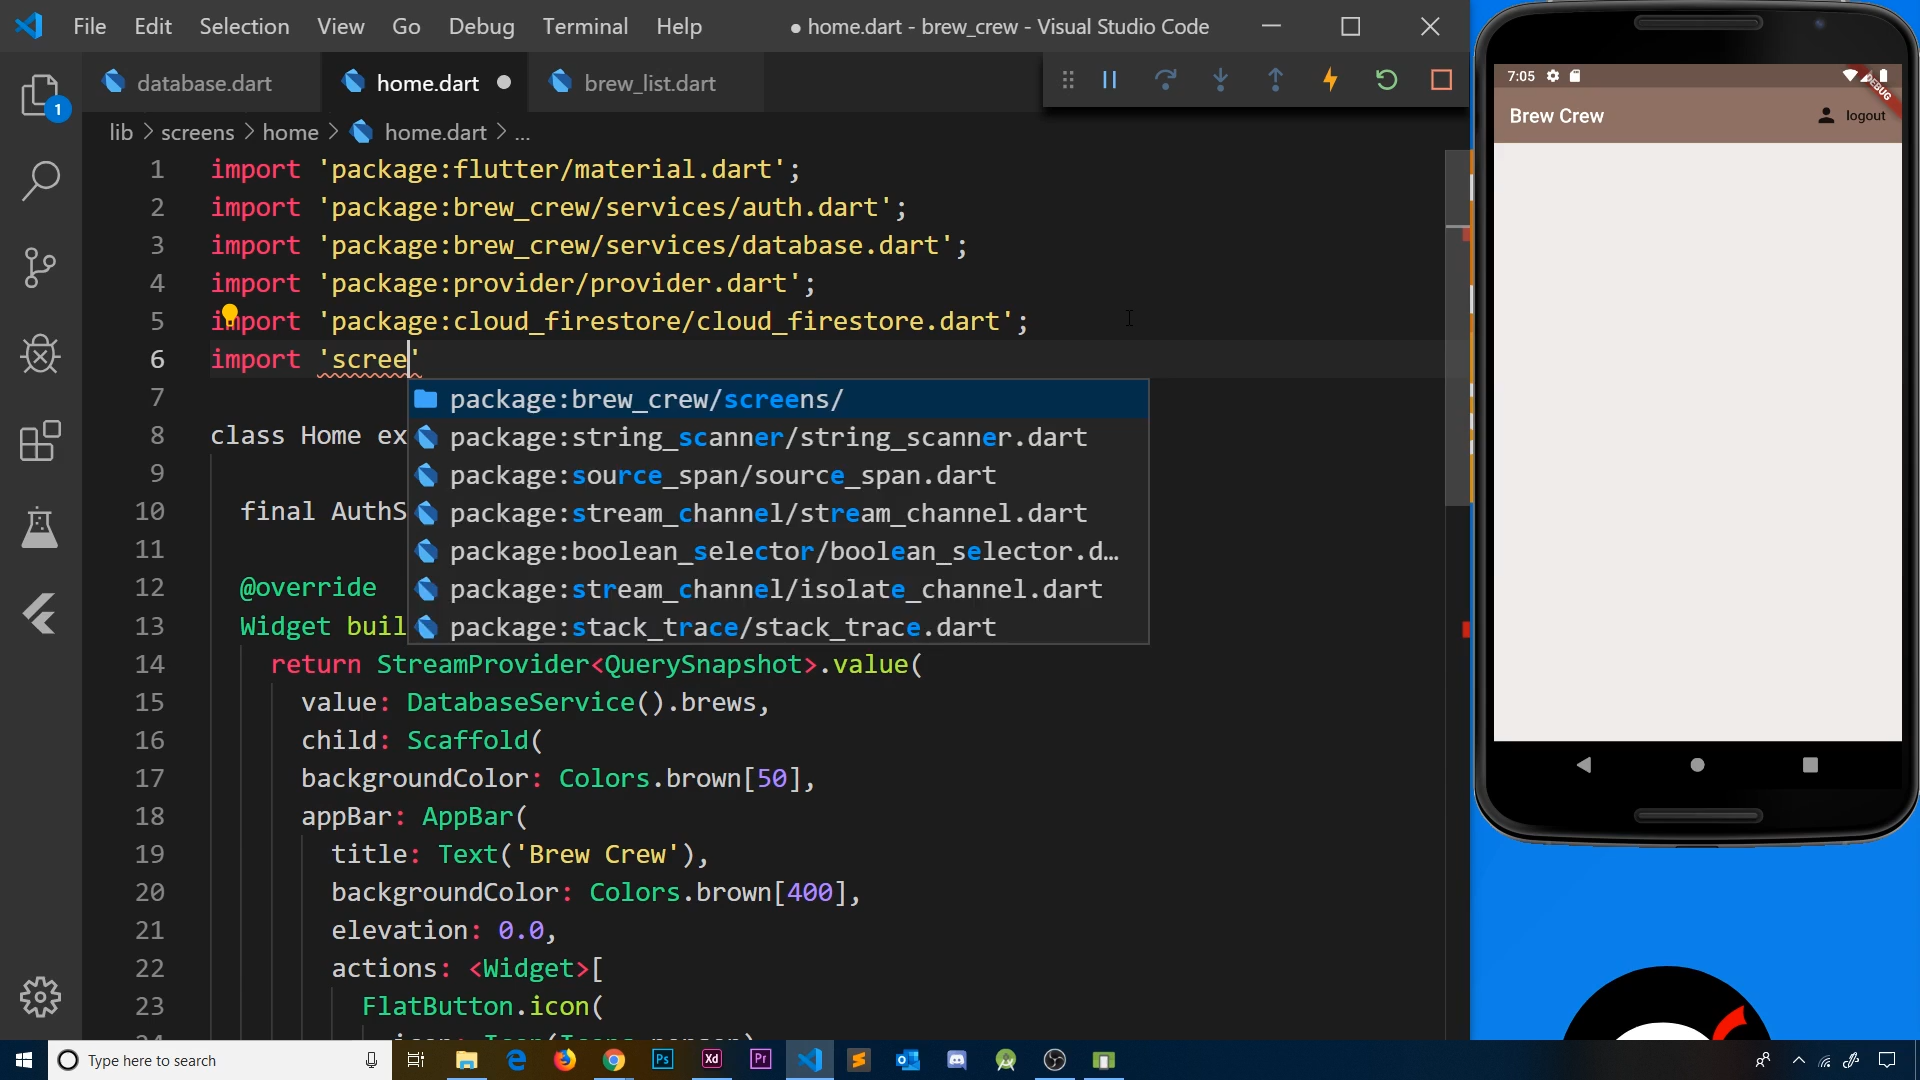 File Edit Selection View Go Debug Terminal Help ● home.dart - brew_crew - Visual Studio Code
database.dart home.dart brew_list.dart
lib > screens > home > home.dart > ...
1 import 'package:flutter/material.dart';
2 import 'package:brew_crew/services/auth.dart';
3 import 'package:brew_crew/services/database.dart';
4 import 'package:provider/provider.dart';
5 import 'package:cloud_firestore/cloud_firestore.dart';
6 import 'scree'
package:brew_crew/screens/
7
package:string_scanner/string_scanner.dart
8 class Home ex
package:source_span/source_span.dart
9
package:stream_channel/stream_channel.dart
10 final AuthS
package:boolean_selector/boolean_selector.d...
11
package:stream_channel/isolate_channel.dart
12 @override
package:stack_trace/stack_trace.dart
13 Widget buil
14 return StreamProvider<QuerySnapshot>.value(
15 value: DatabaseService().brews,
16 child: Scaffold(
17 backgroundColor: Colors.brown[50],
18 appBar: AppBar(
19 title: Text('Brew Crew'),
20 backgroundColor: Colors.brown[400],
21 elevation: 0.0,
22 actions: <Widget>[
23 FlatButton.icon(
1
7:05
DEBUG
Brew Crew logout
Type here to search
Ps Xd Pr